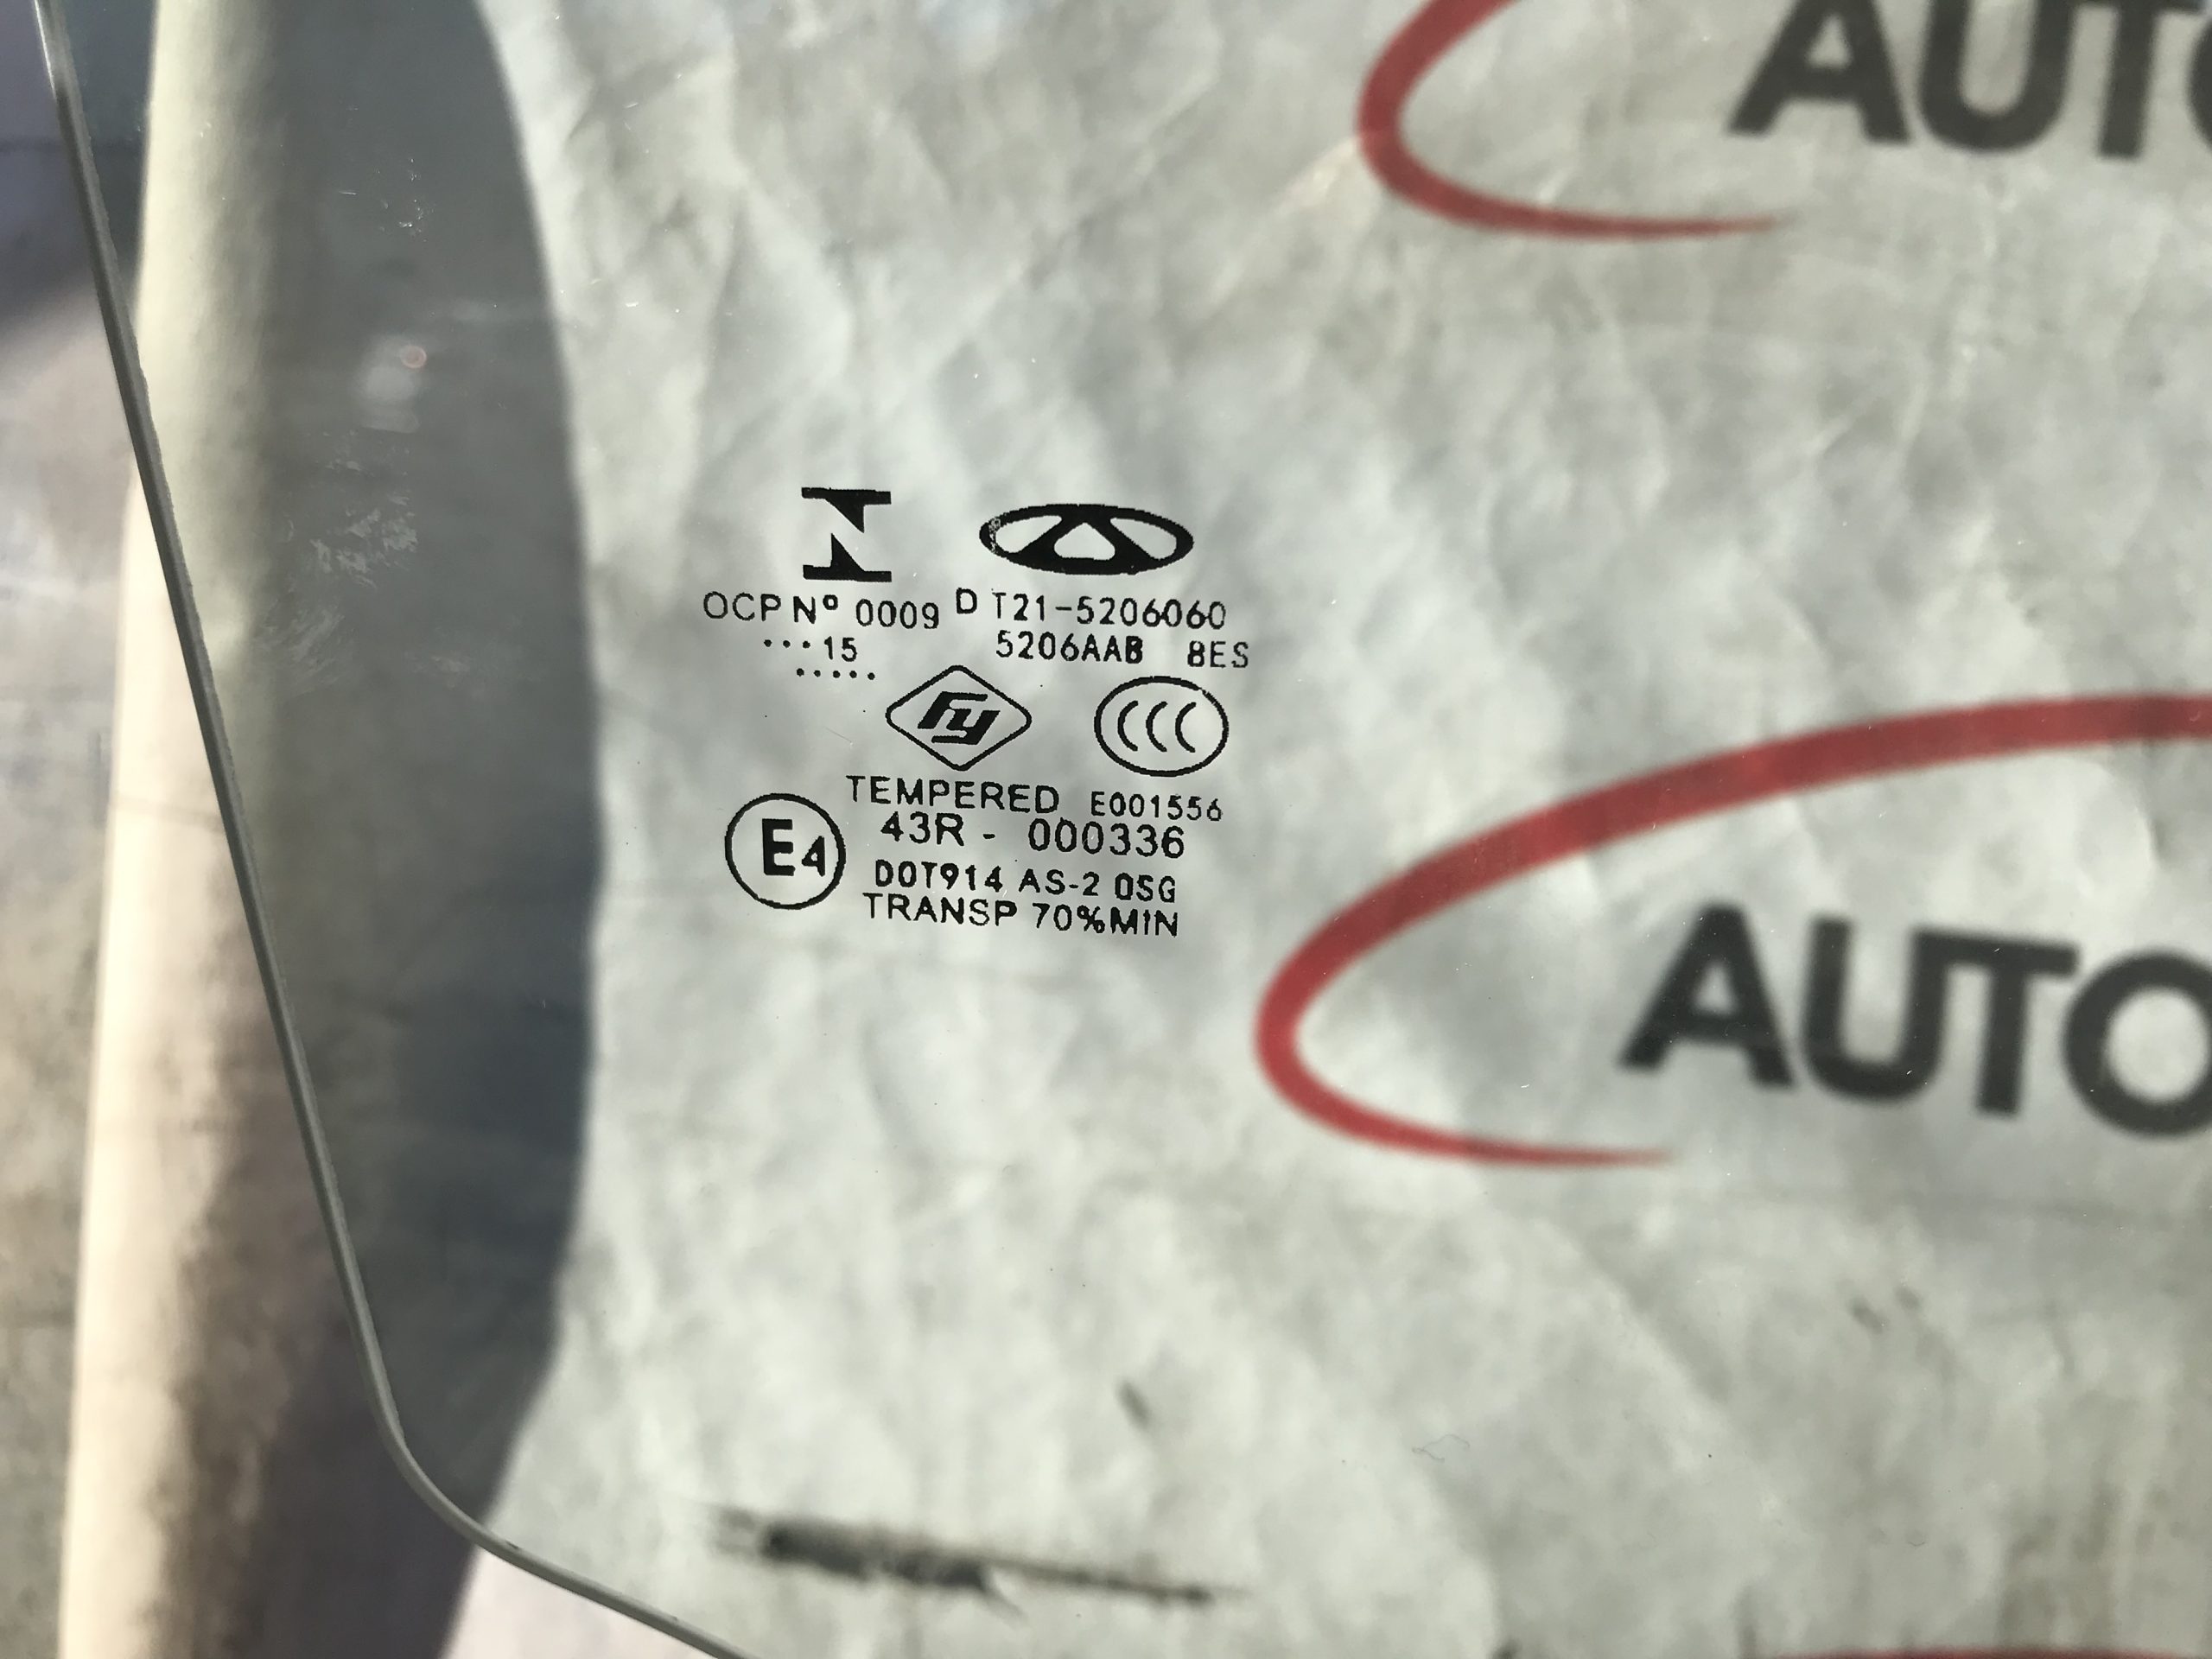 AUTO
OCP Nº 0009 D T21-5206060
•••15 5206AAB 8ES
•••••
fy CCC
TEMPERED E001556
E4 43R - 000336
DOT914 AS-2 0SG
TRANSP 70%MIN
AUTO